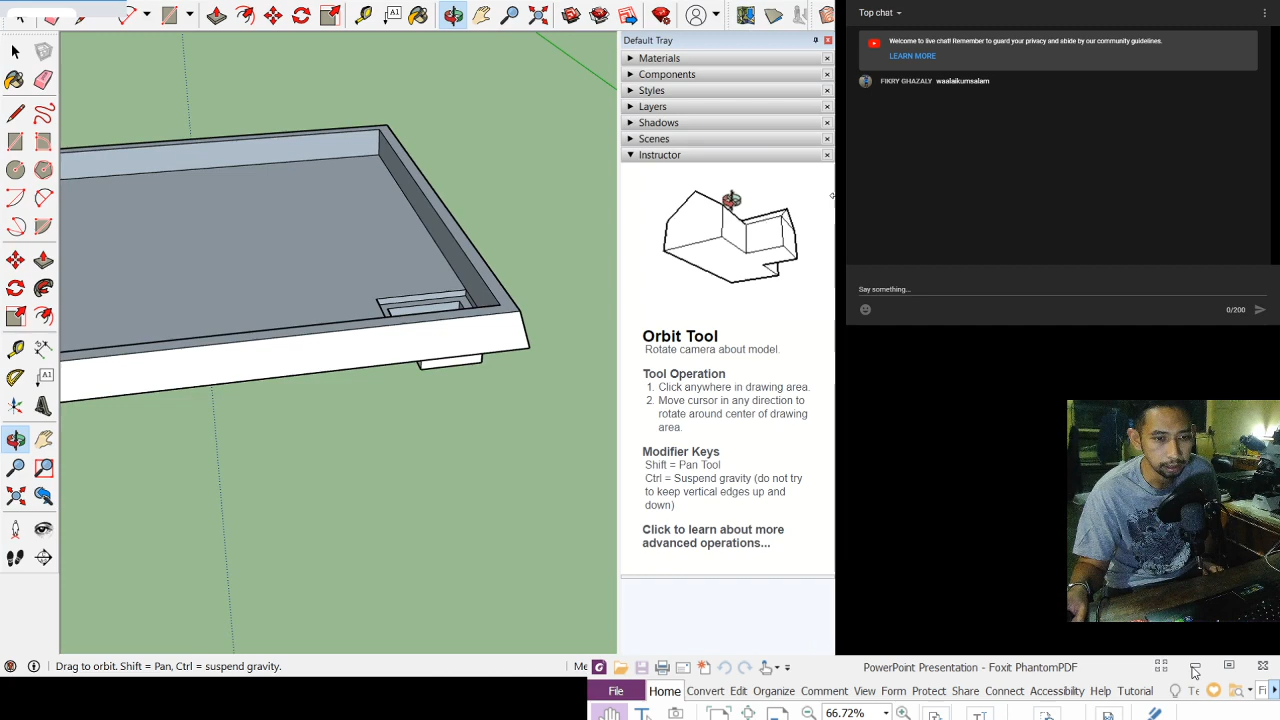 A1
Default Tray
Materials
Components
Styles
Layers
Shadows
Scenes
Instructor
Orbit Tool
Rotate camera about model.
Tool Operation
1. Click anywhere in drawing area.
2. Move cursor in any direction to
rotate around center of drawing
area.
Modifier Keys
Shift = Pan Tool
Ctrl = Suspend gravity (do not try
to keep vertical edges up and
down)
Click to learn about more
advanced operations...
A1
Drag to orbit. Shift = Pan, Ctrl = suspend gravity.
Me
Top chat
Welcome to live chat! Remember to guard your privacy and abide by our community guidelines.
LEARN MORE
FIKRY GHAZALY waalaikumsalam
Say something...
0/200
PowerPoint Presentation - Foxit PhantomPDF
File Home Convert Edit Organize Comment View Form Protect Share Connect Accessibility Help Tutorial Te Fi
66.72%